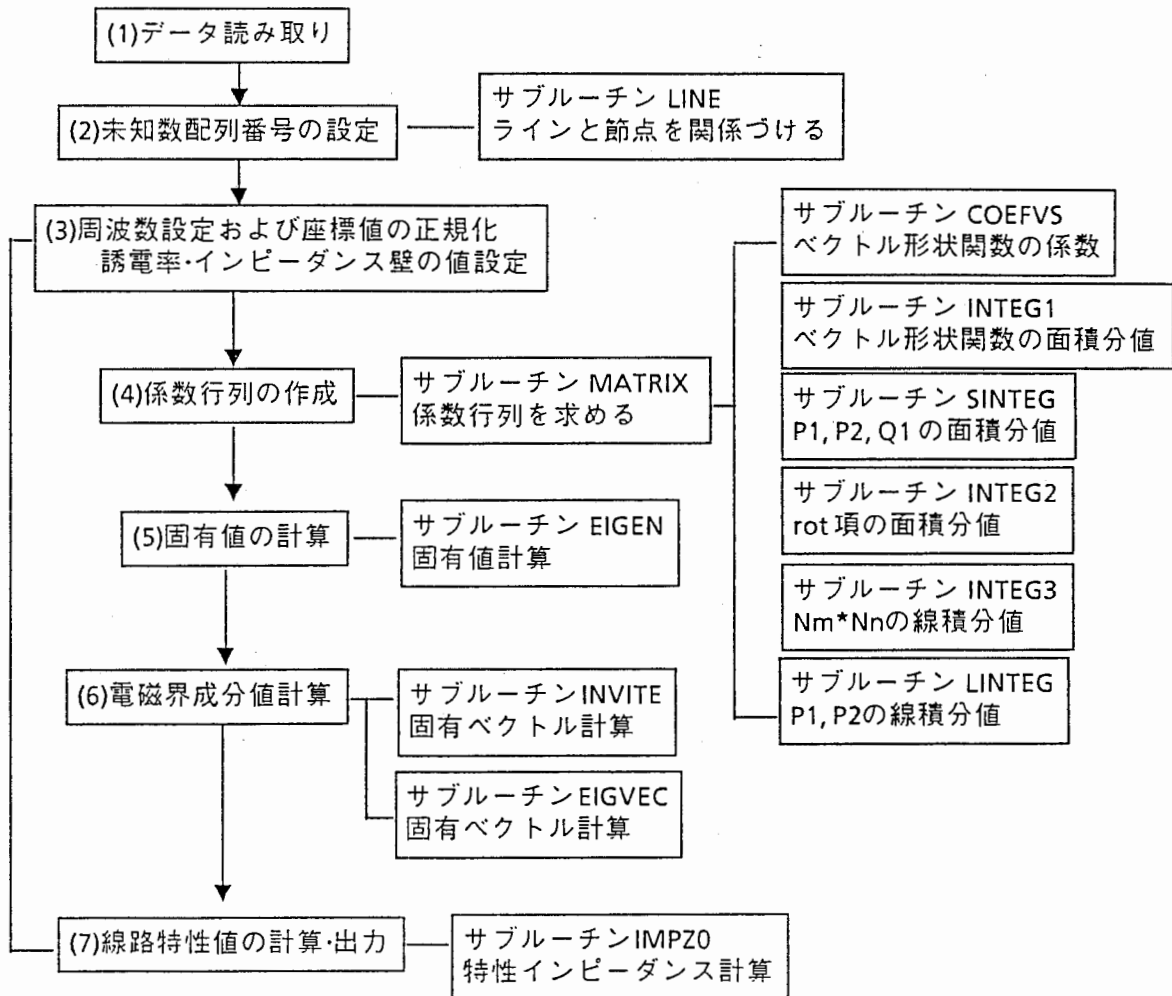 (1)データ読み取り
(2)未知数配列番号の設定
サブルーチン LINE
ラインと節点を関係づける
(3)周波数設定および座標値の正規化
誘電率・インピーダンス壁の値設定
(4)係数行列の作成
サブルーチン MATRIX
係数行列を求める
サブルーチン COEFVS
ベクトル形状関数の係数
サブルーチン INTEG1
ベクトル形状関数の面積分値
サブルーチン SINTEG
P1, P2, Q1 の面積分値
サブルーチン INTEG2
rot 項の面積分値
サブルーチン INTEG3
Nm*Nnの線積分値
サブルーチン LINTEG
P1, P2の線積分値
(5)固有値の計算
サブルーチン EIGEN
固有値計算
(6)電磁界成分値計算
サブルーチンINVITE
固有ベクトル計算
サブルーチンEIGVEC
固有ベクトル計算
(7)線路特性値の計算・出力
サブルーチンIMPZ0
特性インピーダンス計算